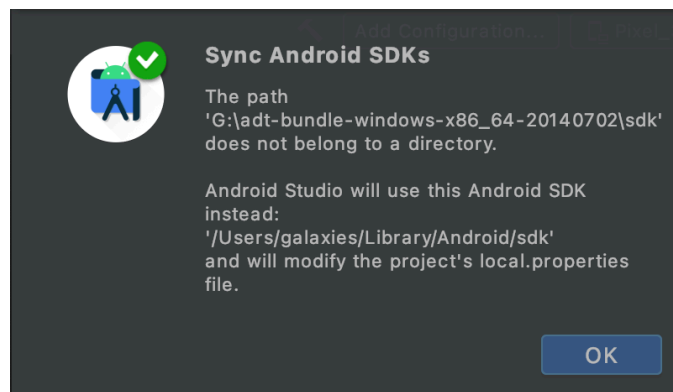 Add Configuration...
Pixel_
Sync Android SDKs
The path
'G:\adt-bundle-windows-x86_64-20140702\sdk'
does not belong to a directory.
Android Studio will use this Android SDK
instead:
'/Users/galaxies/Library/Android/sdk'
and will modify the project's local.properties
file.
OK